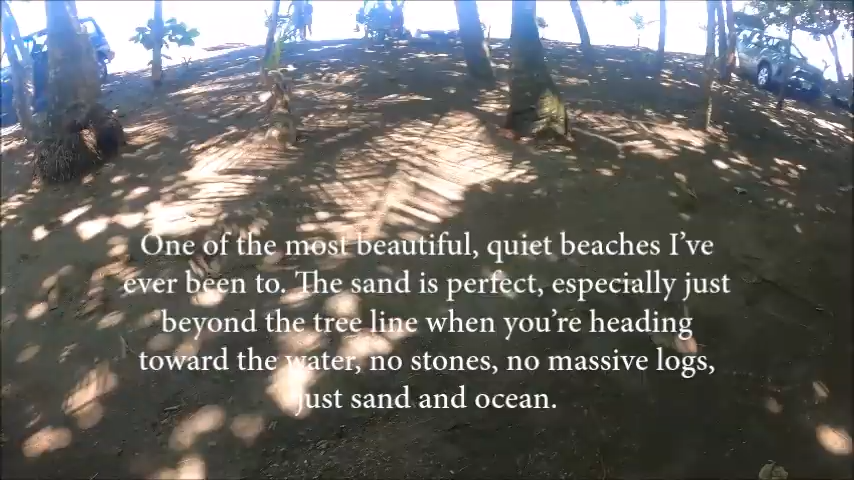 One of the most beautiful, quiet beaches I’ve
ever been to. The sand is perfect, especially just
beyond the tree line when you’re heading
toward the water, no stones, no massive logs,
just sand and ocean.